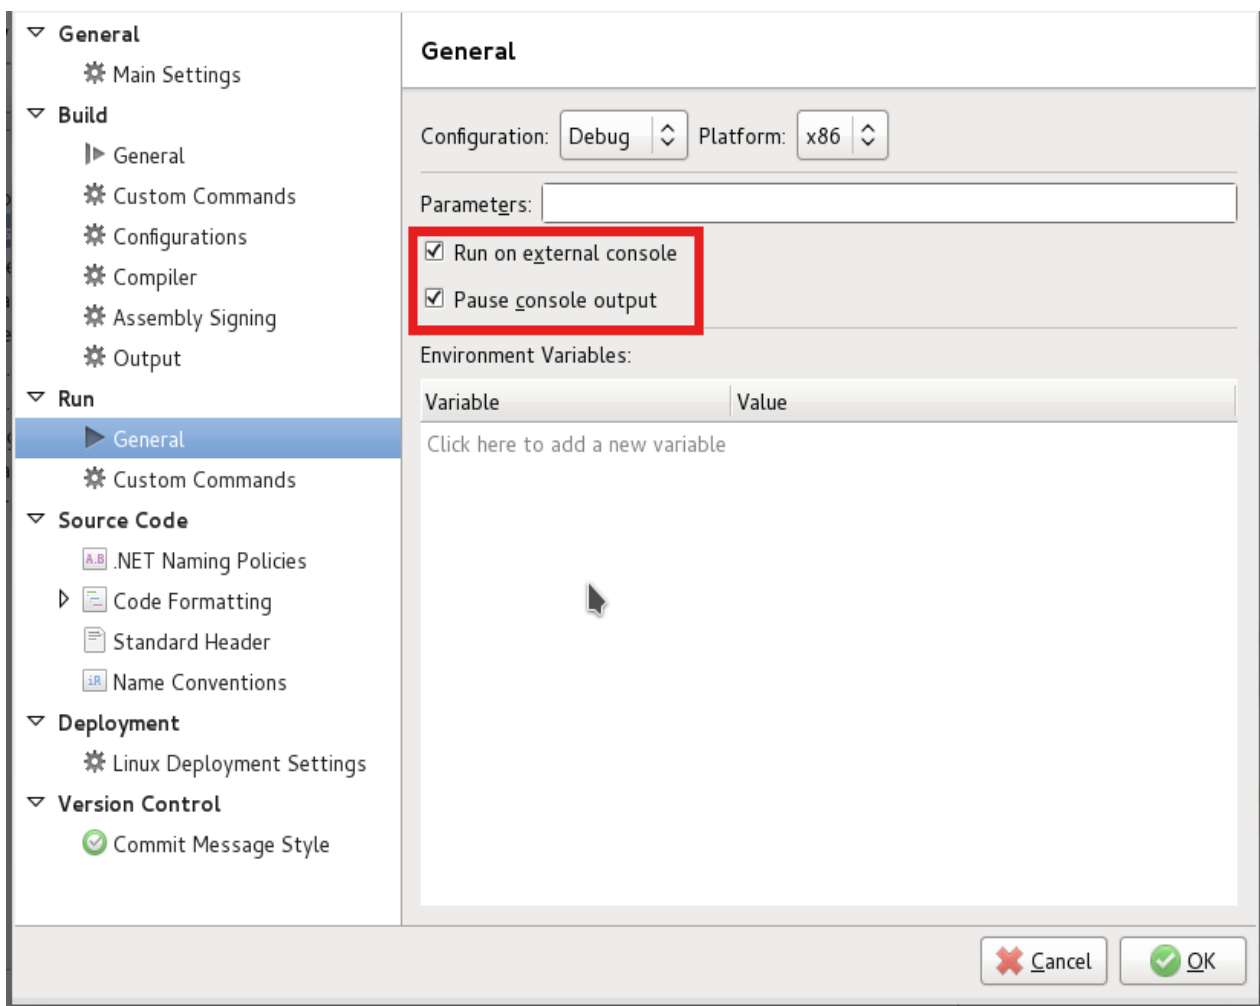 General
Main Settings
Build
General
Custom Commands
Configurations
Compiler
Assembly Signing
Output
Run
General
Custom Commands
Source Code
A.B .NET Naming Policies
Code Formatting
Standard Header
iR Name Conventions
Deployment
Linux Deployment Settings
Version Control
Commit Message Style
General
Configuration: Debug Platform: x86
Parameters:
Run on external console
Pause console output
Environment Variables:
Variable Value
Click here to add a new variable
Cancel OK